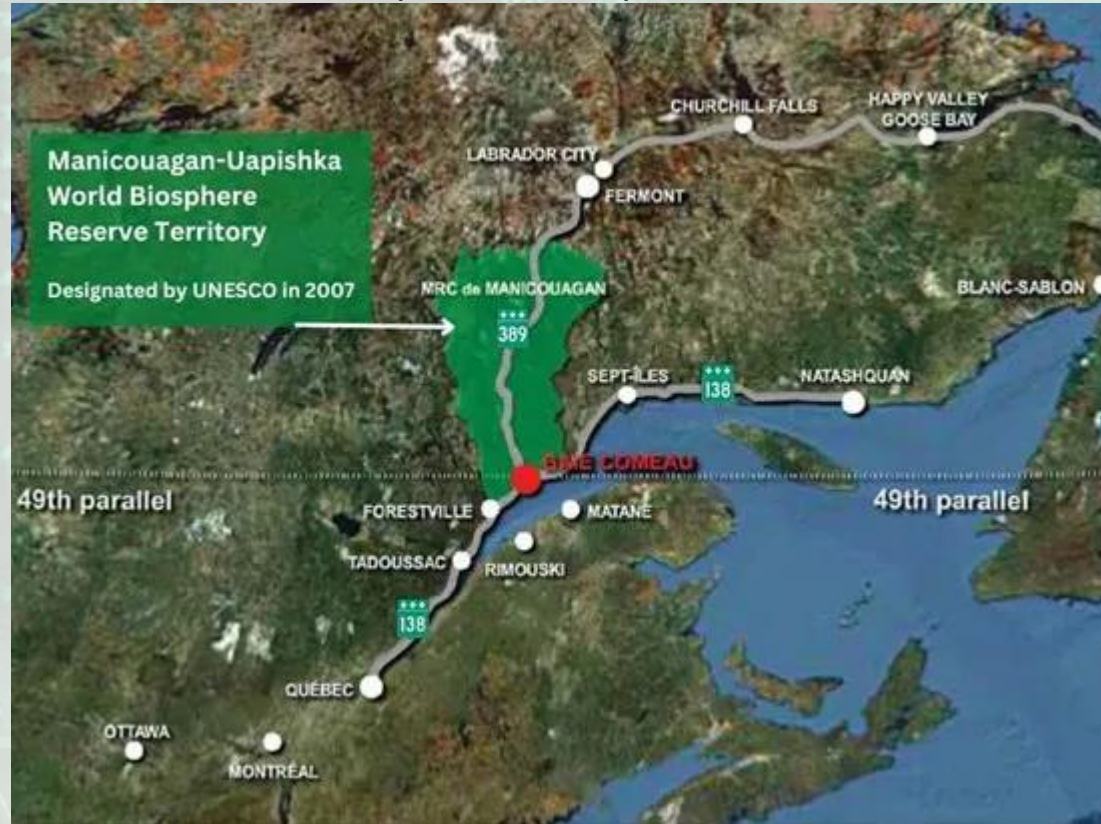 CHURCHILL FALLS
HAPPY VALLEY
GOOSE BAY
LABRADOR CITY
FERMONT
Manicouagan-Uapishka
World Biosphere
Reserve Territory
Designated by UNESCO in 2007
MRC de MANICOUAGAN
389
BLANC-SABLON
SEPT-ÎLES
138
NATASHQUAN
BAIE COMEAU
49th parallel
49th parallel
FORESTVILLE
MATANE
TADOUSSAC
RIMOUSKI
138
QUÉBEC
OTTAWA
MONTRÉAL